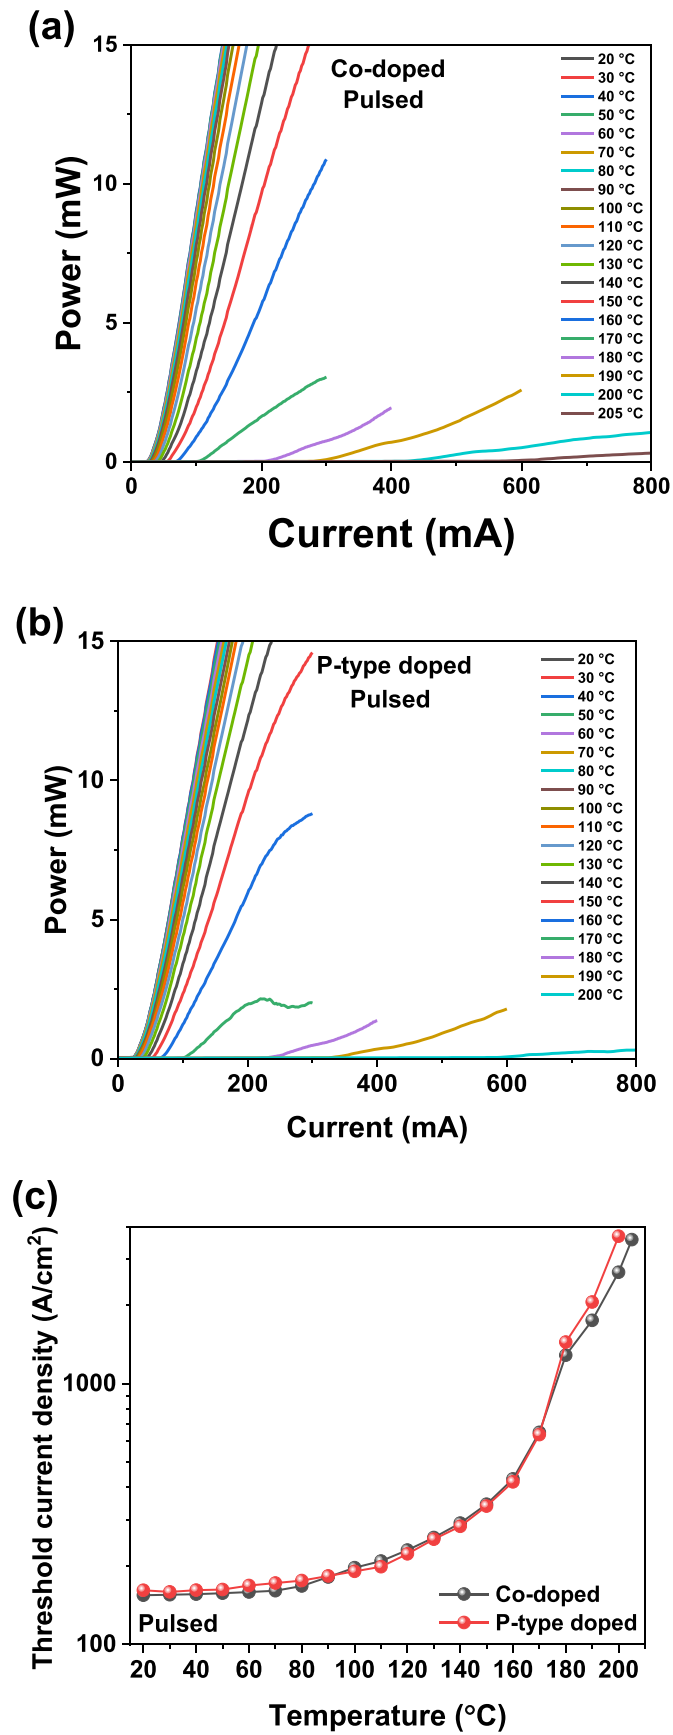 (a)
Co-doped
Pulsed
Power (mW)
15
10
5
0
0 200 400 600 800
Current (mA)
20 °C
30 °C
40 °C
50 °C
60 °C
70 °C
80 °C
90 °C
100 °C
110 °C
120 °C
130 °C
140 °C
150 °C
160 °C
170 °C
180 °C
190 °C
200 °C
205 °C
(b)
P-type doped
Pulsed
Power (mW)
15
10
5
0
0 200 400 600 800
Current (mA)
20 °C
30 °C
40 °C
50 °C
60 °C
70 °C
80 °C
90 °C
100 °C
110 °C
120 °C
130 °C
140 °C
150 °C
160 °C
170 °C
180 °C
190 °C
200 °C
(c)
Threshold current density (A/cm²)
1000
100
Pulsed
Co-doped
P-type doped
20 40 60 80 100 120 140 160 180 200
Temperature (°C)